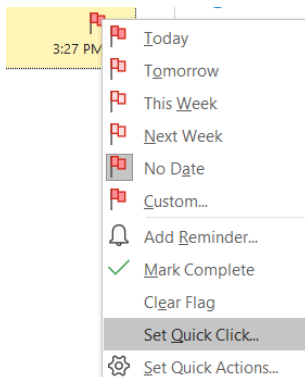 3:27 PM
Today
Tomorrow
This Week
Next Week
No Date
Custom...
Add Reminder...
Mark Complete
Clear Flag
Set Quick Click...
Set Quick Actions...